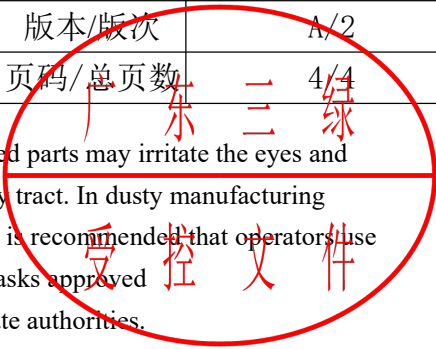 版本/版次 A/2
页码/总页数 4/4
广东三绿
ed parts may irritate the eyes and
y tract. In dusty manufacturing
is recommended that operators use
受控文件
asks approved
te authorities.